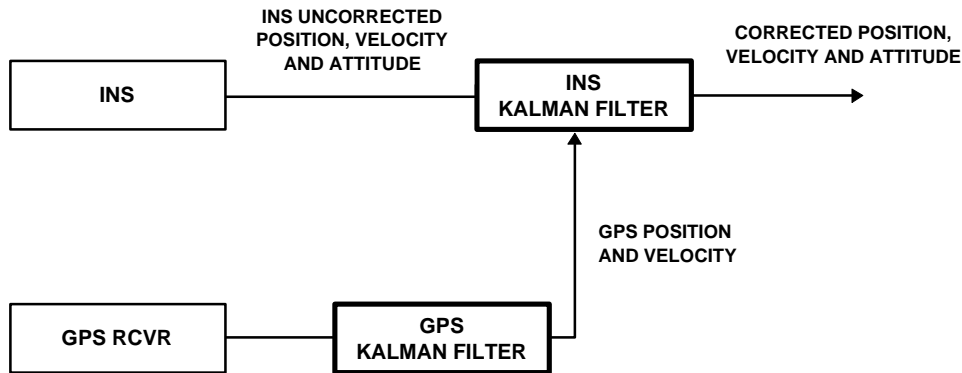 INS UNCORRECTED
POSITION, VELOCITY
AND ATTITUDE
CORRECTED POSITION,
VELOCITY AND ATTITUDE
INS
INS
KALMAN FILTER
GPS POSITION
AND VELOCITY
GPS RCVR
GPS
KALMAN FILTER